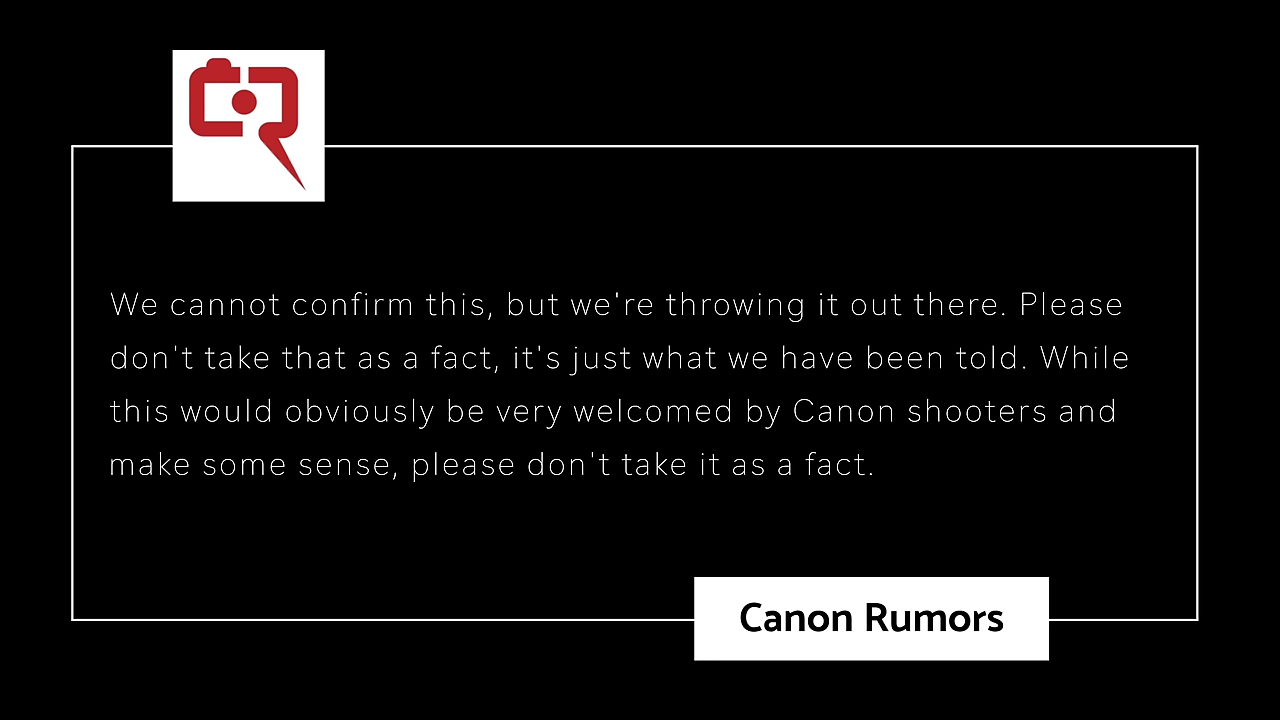 We cannot confirm this, but we're throwing it out there. Please
don't take that as a fact, it's just what we have been told. While
this would obviously be very welcomed by Canon shooters and
make some sense, please don't take it as a fact.
Canon Rumors